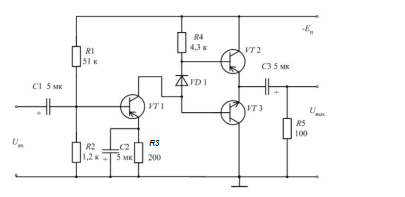 R1
51 к
R4
4,3 к
VT 2
-Eп
C1 5 мк
+
VD 1
C3 5 мк
+
VT 1
VT 3
Uвх
R2
1,2 к
C2
5 мк
+
R3
200
Uвых
R5
100